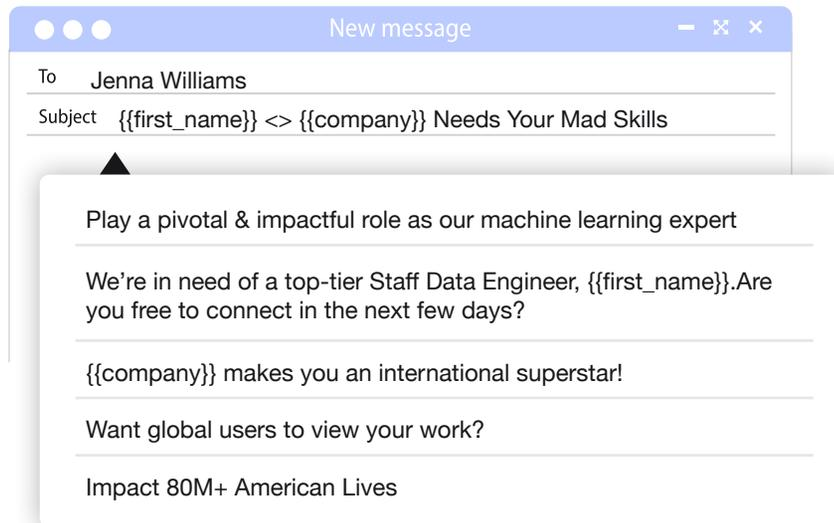 New message
To Jenna Williams
Subject {{first_name}} <> {{company}} Needs Your Mad Skills
Play a pivotal & impactful role as our machine learning expert
We’re in need of a top-tier Staff Data Engineer, {{first_name}}.Are
you free to connect in the next few days?
{{company}} makes you an international superstar!
Want global users to view your work?
Impact 80M+ American Lives